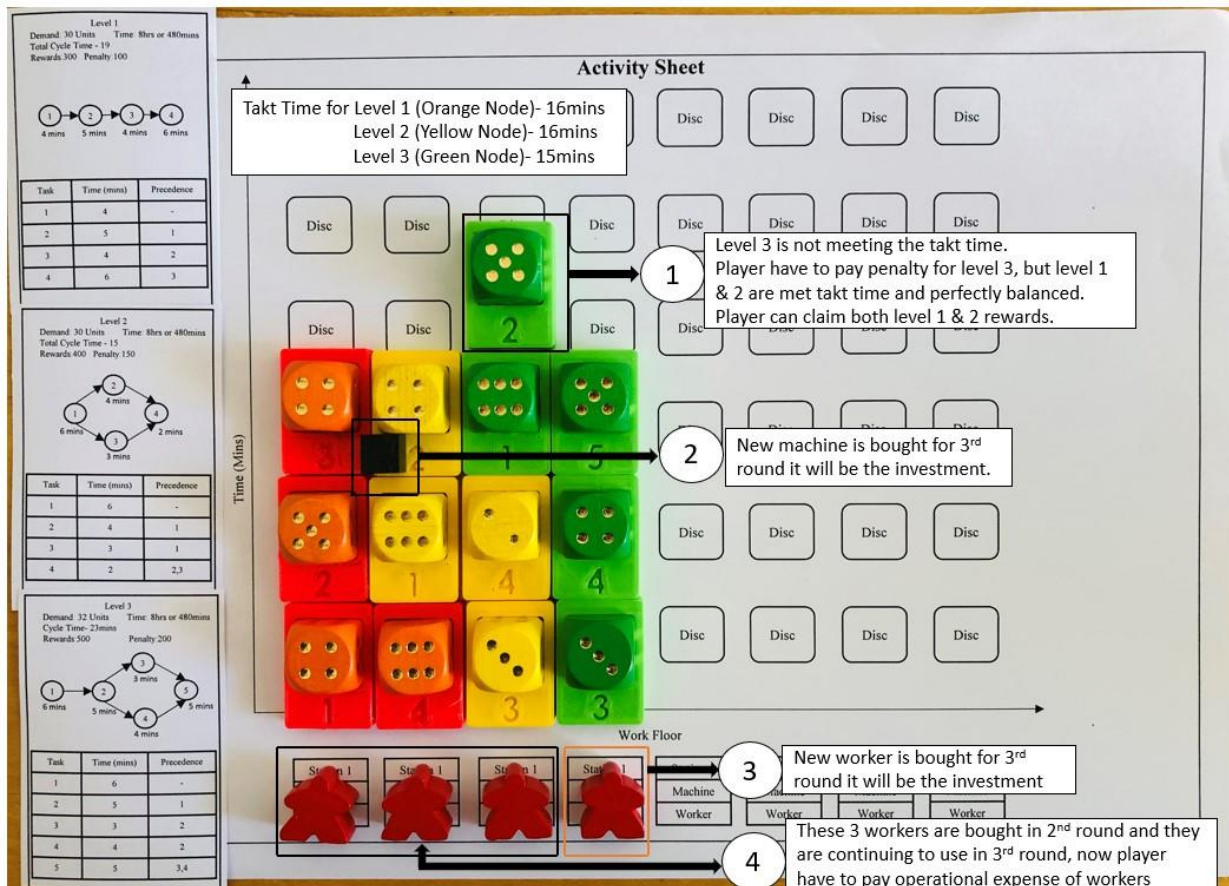 Level 1
Demand: 30 Units Time: 8hrs or 480mins
Total Cycle Time - 19
Rewards:300 Penalty:100
1 2 3 4
4 mins 5 mins 4 mins 6 mins
Task Time (mins) Precedence
1 4 -
2 5 1
3 4 2
4 6 3
Level 2
Demand: 30 Units Time: 8hrs or 480mins
Total Cycle Time - 15
Rewards:400 Penalty:150
2
4 mins
1 4
6 mins 2 mins
3
3 mins
Task Time (mins) Precedence
1 6 -
2 4 1
3 3 1
4 2 2,3
Level 3
Demand: 32 Units Time: 8hrs or 480mins
Cycle Time- 23mins
Rewards:500 Penalty:200
3
3 mins
1 2 5
6 mins 5 mins 5 mins
4
4 mins
Task Time (mins) Precedence
1 6 -
2 5 1
3 3 2
4 4 2
5 5 3,4
Activity Sheet
Takt Time for Level 1 (Orange Node)- 16mins
Level 2 (Yellow Node)- 16mins
Level 3 (Green Node)- 15mins
Disc Disc Disc Disc
Disc Disc Disc Disc Disc Disc Disc
2
1
Level 3 is not meeting the takt time.
Player have to pay penalty for level 3, but level 1
& 2 are met takt time and perfectly balanced.
Player can claim both level 1 & 2 rewards.
Disc Disc
3 2 1 5
2
New machine is bought for 3rd
round it will be the investment.
Time (Mins)
2 1 4 4
Disc Disc Disc Disc
1 4 3 3
Disc Disc Disc Disc
Work Floor
3
New worker is bought for 3rd
round it will be the investment
Machine
Worker Worker Worker Worker
4
These 3 workers are bought in 2nd round and they
are continuing to use in 3rd round, now player
have to pay operational expense of workers